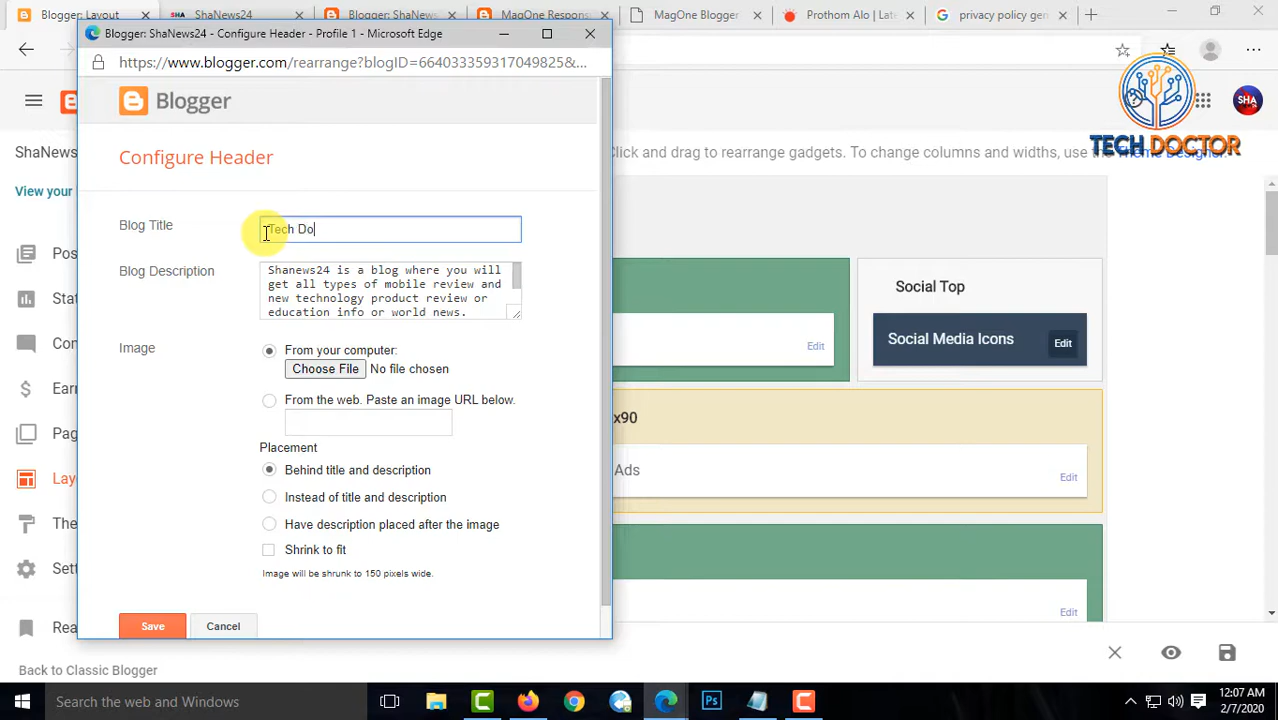 Blogger: Layout
ShaNews24
Blogger: ShaNews
MagOne Respons
MagOne Blogger
Prothom Alo | Late
privacy policy gen
Blogger: ShaNews24 - Configure Header - Profile 1 - Microsoft Edge
https://www.blogger.com/rearrange?blogID=6640333593170498​25&...
Blogger
SHA
TECH DOCTOR
Configure Header
ShaNews
Click and drag to rearrange gadgets. To change columns and widths, use the Theme Designer.
View your
Blog Title
Tech Do
Blog Description
Shanews24 is a blog where you will
get all types of mobile review and
new technology product review or
education info or world news.
Image
From your computer:
Choose File No file chosen
From the web. Paste an image URL below.
Placement
Behind title and description
Instead of title and description
Have description placed after the image
Shrink to fit
Image will be shrunk to 150 pixels wide.
Save
Cancel
Pos
Stat
Con
Earn
Pag
Lay
The
Sett
Rea
Back to Classic Blogger
Edit
Social Top
Social Media Icons
Edit
x90
Ads
Edit
Edit
Search the web and Windows
Ps
12:07 AM
2/7/2020